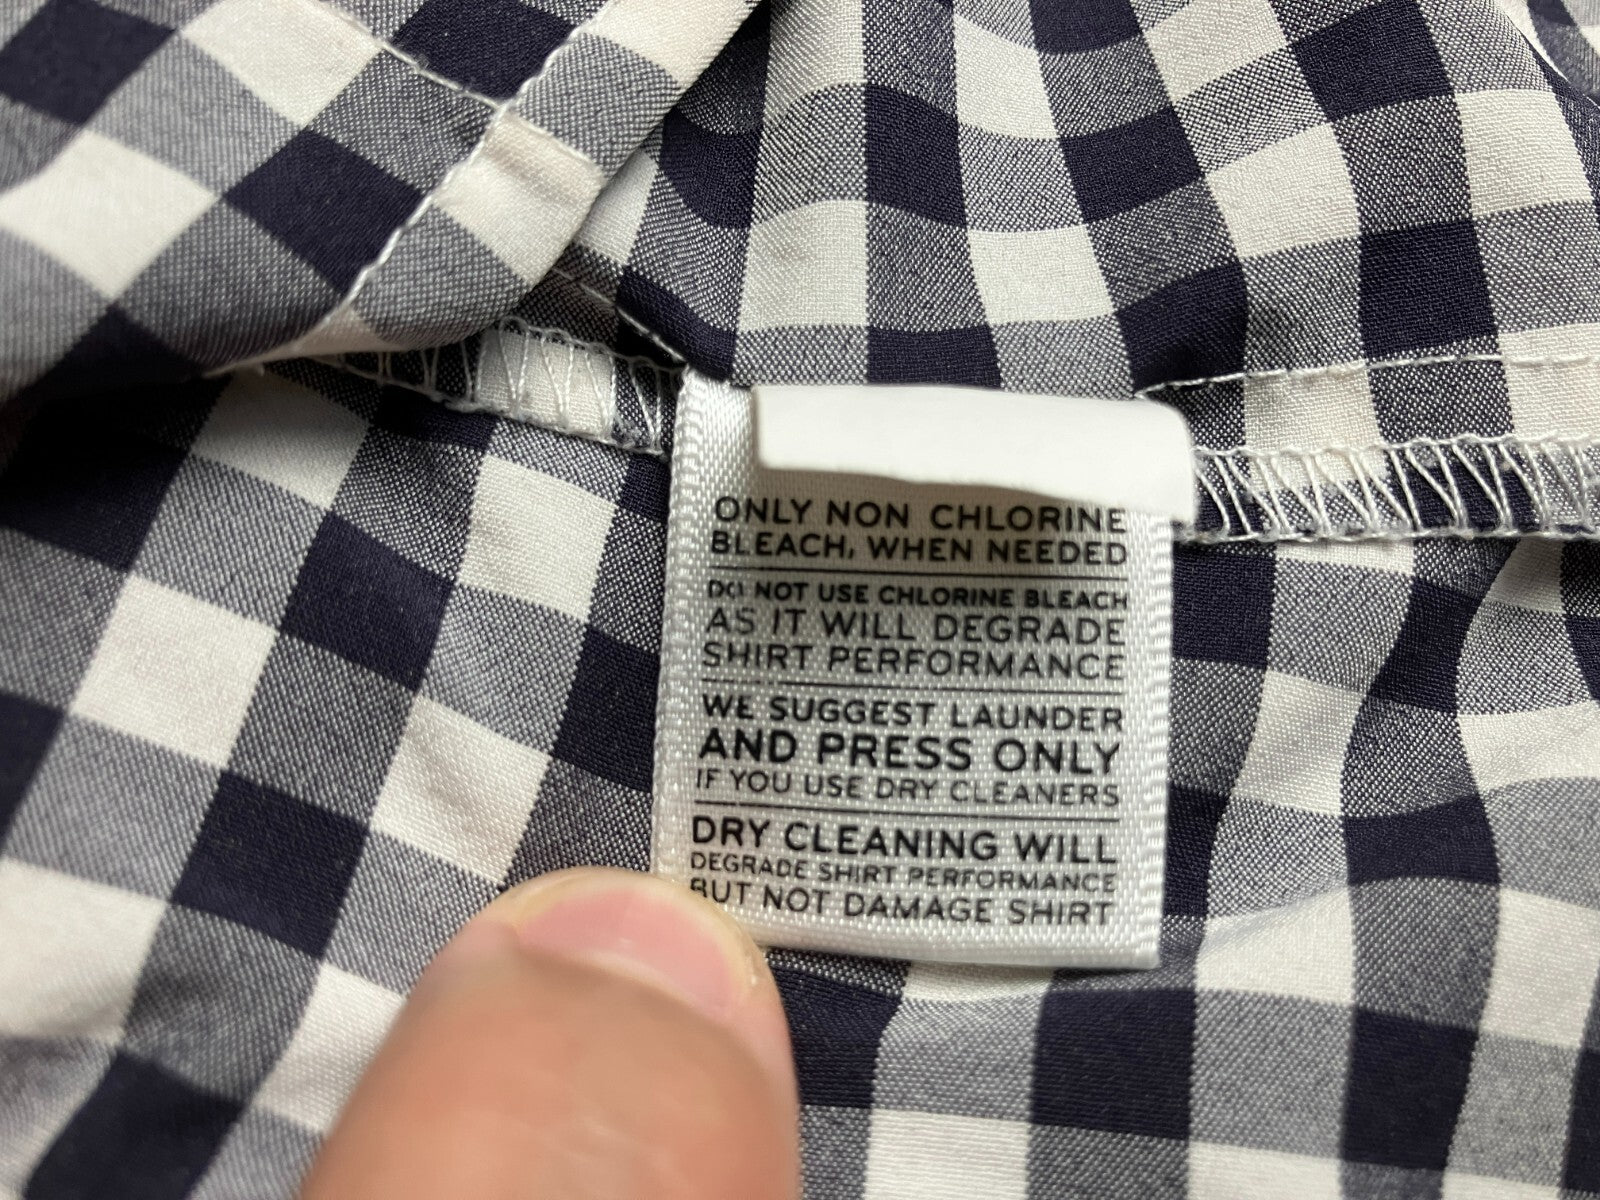 ONLY NON CHLORINE
BLEACH, WHEN NEEDED
DO NOT USE CHLORINE BLEACH
AS IT WILL DEGRADE
SHIRT PERFORMANCE
WE SUGGEST LAUNDER
AND PRESS ONLY
IF YOU USE DRY CLEANERS
DRY CLEANING WILL
DEGRADE SHIRT PERFORMANCE
BUT NOT DAMAGE SHIRT